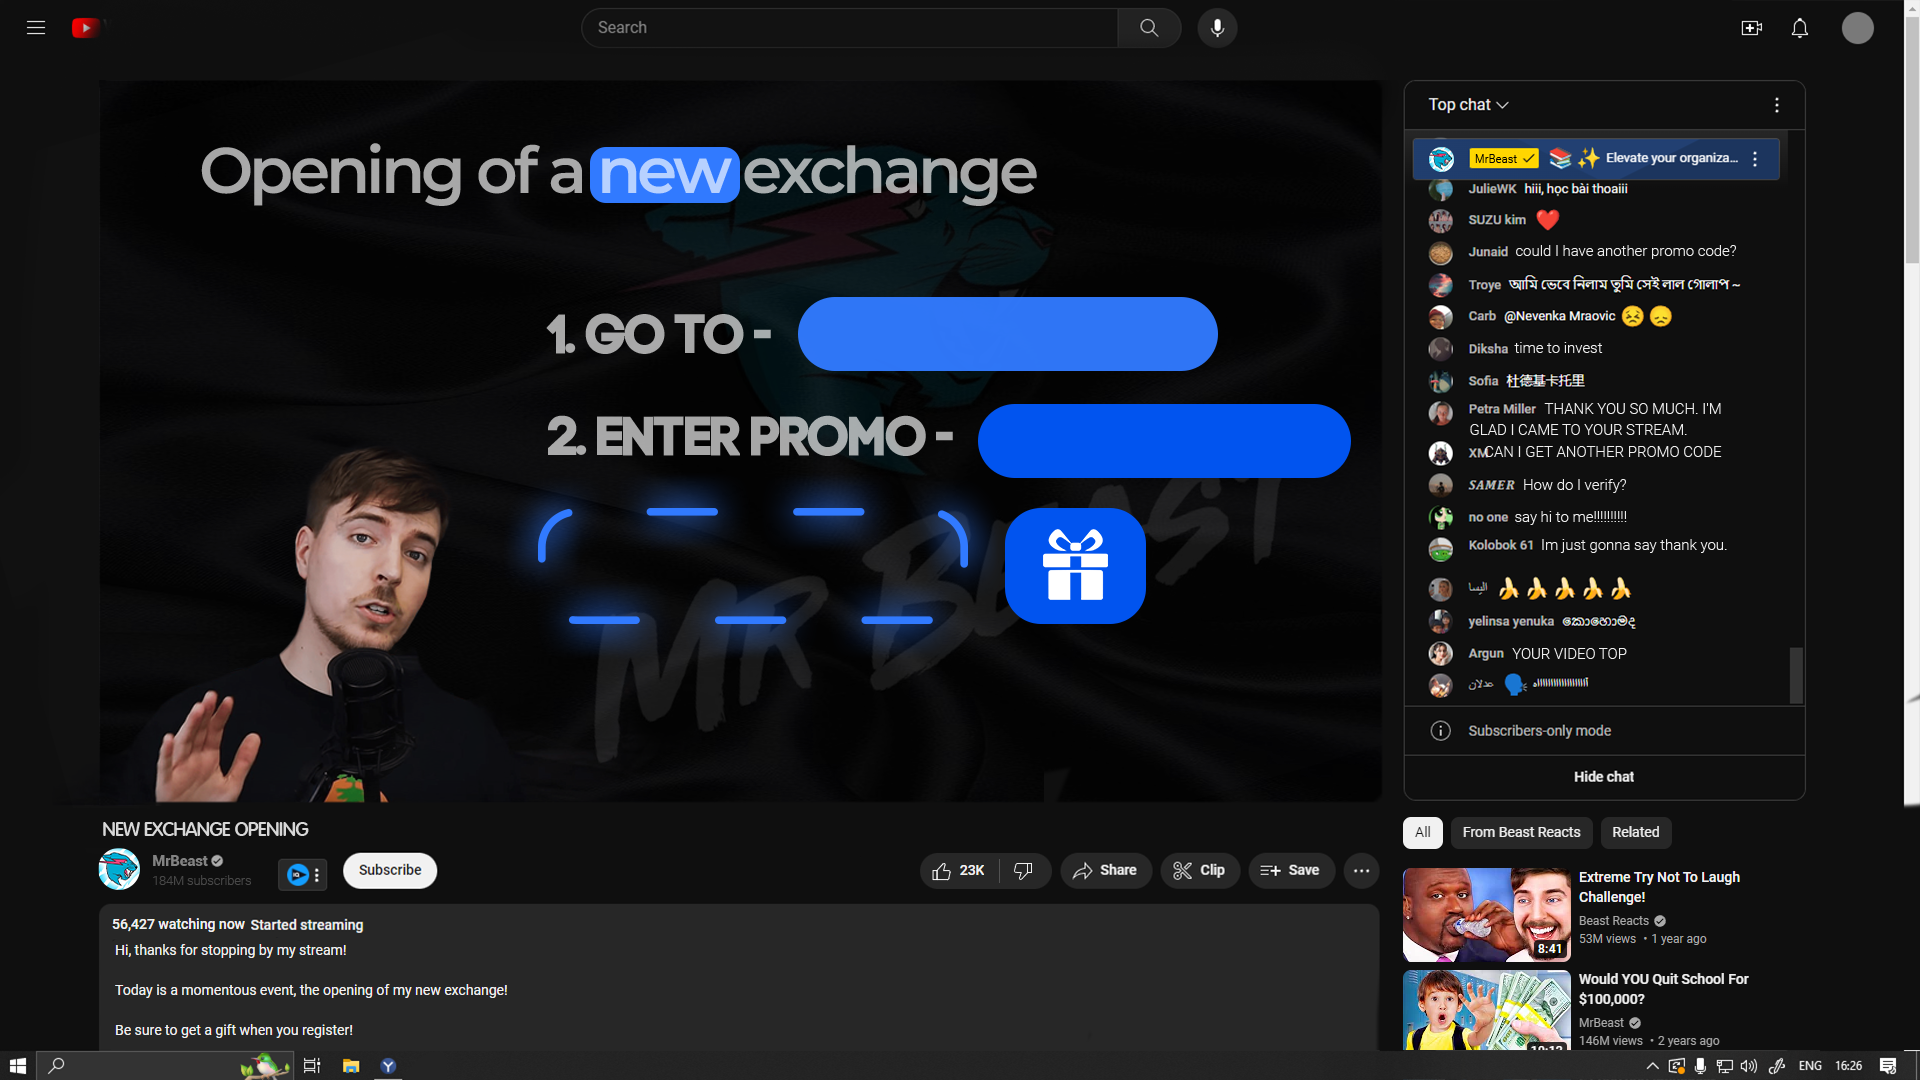 Search
Opening of a new exchange
1. GO TO -
2. ENTER PROMO -
MR BEAST
Top chat
MrBeast Elevate your organiza...
JulieWK hiii, học bài thoaiii
SUZU kim
Junaid could I have another promo code?
Troye আমি ভেবে নিলাম তুমি সেই লাল গোলাপ ~
Carb @Nevenka Mraovic
Diksha time to invest
Sofia 杜德基卡托里
Petra Miller THANK YOU SO MUCH. I'M
GLAD I CAME TO YOUR STREAM.
XM CAN I GET ANOTHER PROMO CODE
SAMER How do I verify?
no one say hi to me!!!!!!!!!!
Kolobok 61 Im just gonna say thank you.
yelinsa yenuka කොහොමද
Argun YOUR VIDEO TOP
عدلان
Subscribers-only mode
Hide chat
NEW EXCHANGE OPENING
MrBeast
184M subscribers
Subscribe
23K
Share
Clip
Save
56,427 watching now Started streaming
Hi, thanks for stopping by my stream!
Today is a momentous event, the opening of my new exchange!
Be sure to get a gift when you register!
All
From Beast Reacts
Related
8:41
Extreme Try Not To Laugh
Challenge!
Beast Reacts
53M views • 1 year ago
Would YOU Quit School For
$100,000?
MrBeast
146M views • 2 years ago
ENG
16:26